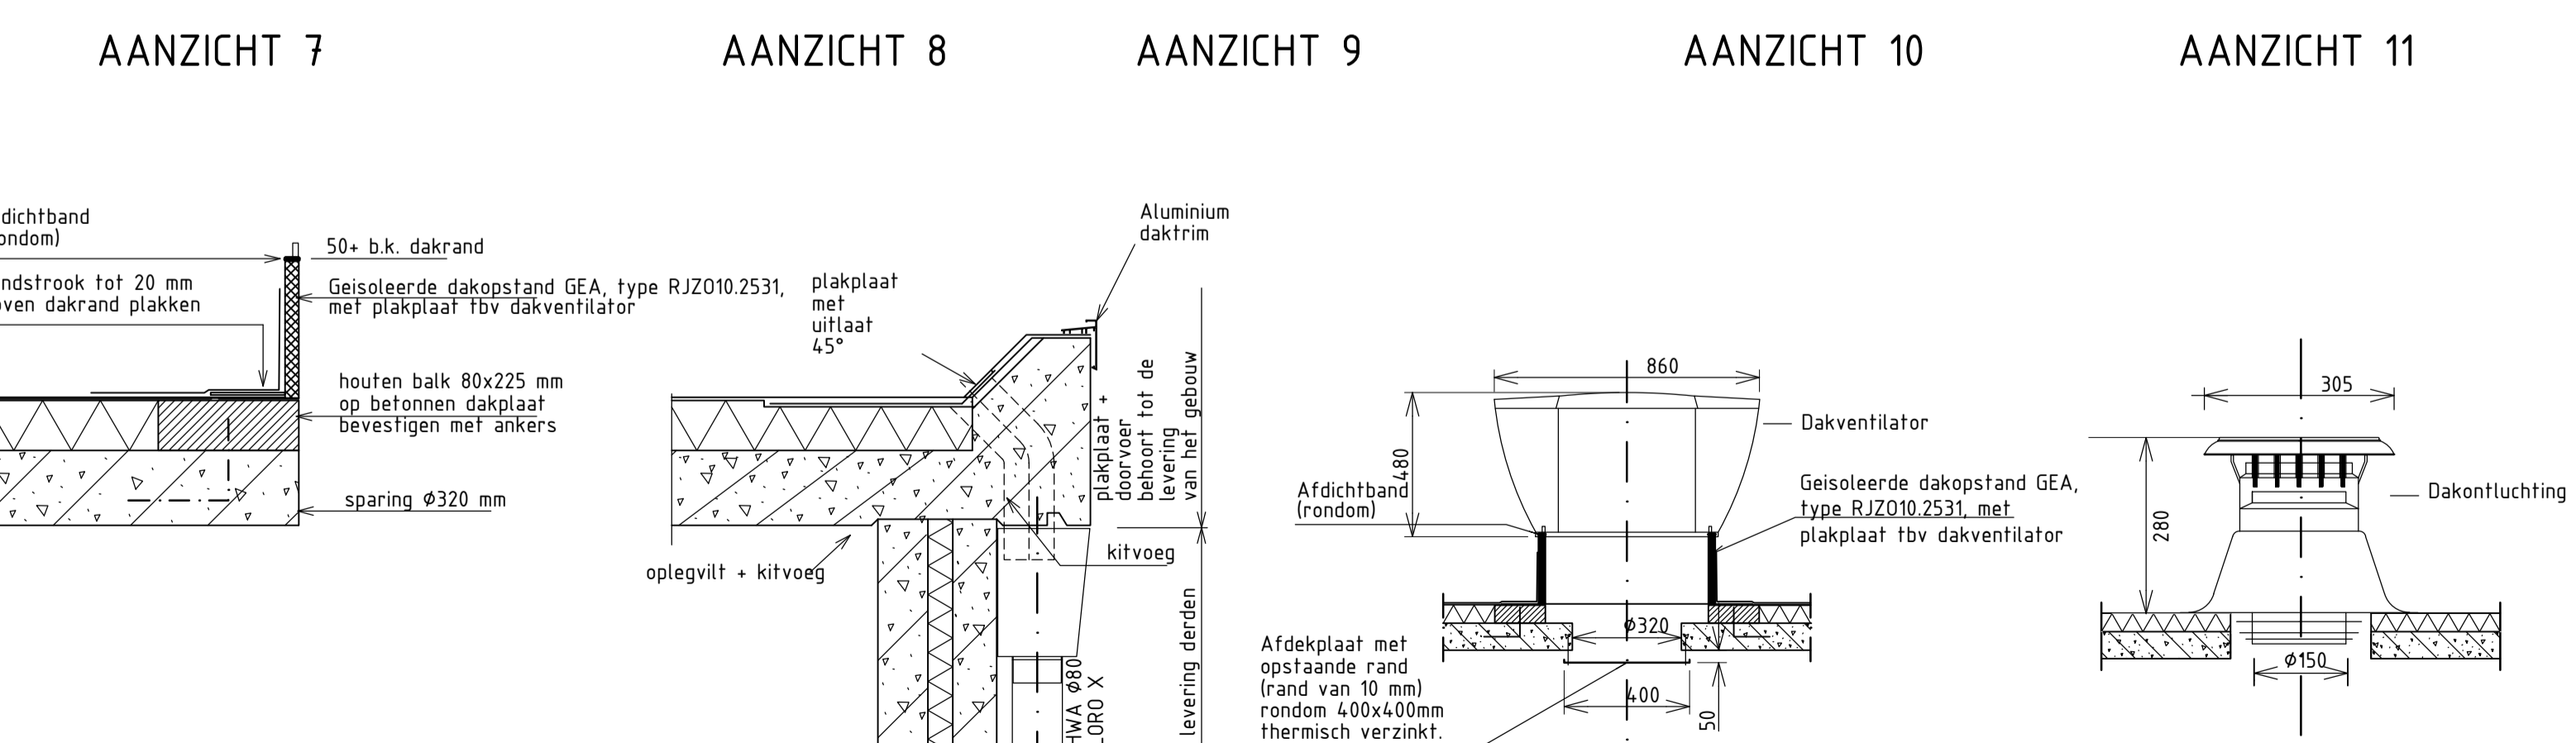 AANZICHT 7
AANZICHT 8
AANZICHT 9
AANZICHT 10
AANZICHT 11
dichtband
ondom)
ndstrook tot 20 mm
oven dakrand plakken
50+ b.k. dakrand
Geisoleerde dakopstand GEA, type RJZO10.2531,
met plakplaat tbv dakventilator
houten balk 80x225 mm
op betonnen dakplaat
bevestigen met ankers
sparing Ø320 mm
plakplaat
met
uitlaat
45°
Aluminium
daktrim
plakplaat +
doorvoer
behoort tot de
levering
van het gebouw
oplegvilt + kitvoeg
kitvoeg
HWA Ø80
LORO X
levering derden
860
480
Dakventilator
Afdichtband
(rondom)
Geisoleerde dakopstand GEA,
type RJZO10.2531, met
plakplaat tbv dakventilator
Ø320
Afdekplaat met
opstaande rand
(rand van 10 mm)
rondom 400x400mm
thermisch verzinkt.
400
50
305
280
Dakontluchting
Ø150